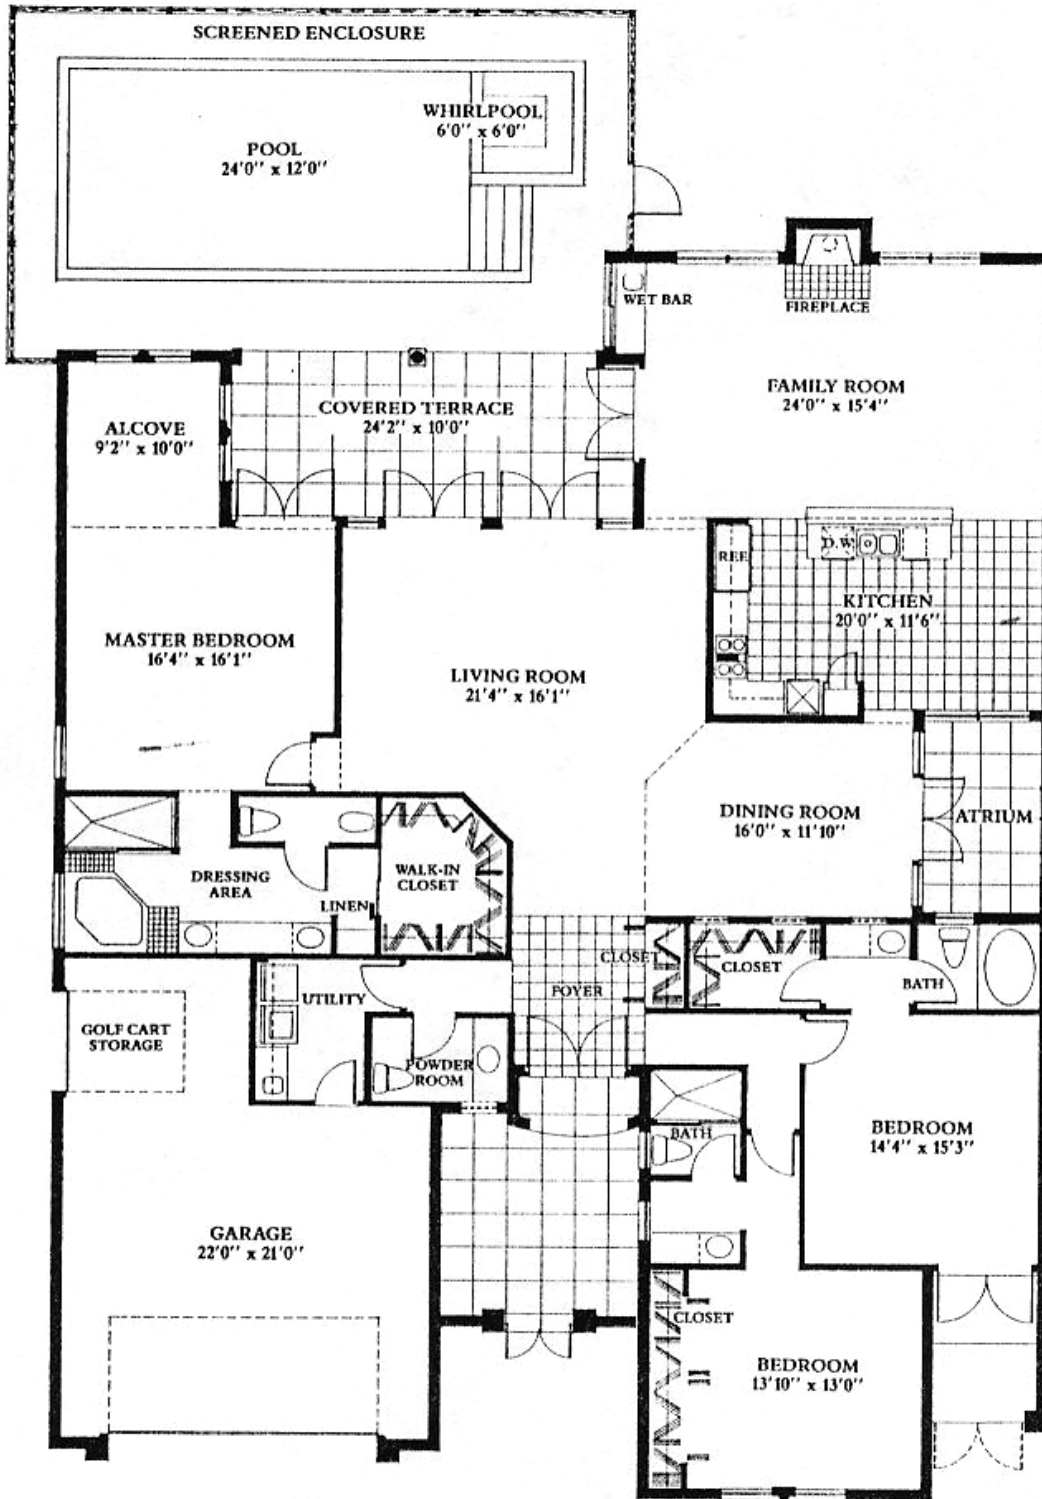 SCREENED ENCLOSURE
WHIRLPOOL
6'0'' x 6'0''
POOL
24'0'' x 12'0''
WET BAR
FIREPLACE
FAMILY ROOM
24'0'' x 15'4''
COVERED TERRACE
24'2'' x 10'0''
ALCOVE
9'2'' x 10'0''
D.W
REF
KITCHEN
20'0'' x 11'6''
MASTER BEDROOM
16'4'' x 16'1''
LIVING ROOM
21'4'' x 16'1''
DINING ROOM
16'0'' x 11'10''
ATRIUM
DRESSING
AREA
LINEN
WALK-IN
CLOSET
CLOSET
CLOSET
BATH
FOYER
UTILITY
GOLF CART
STORAGE
POWDER
ROOM
BATH
BEDROOM
14'4'' x 15'3''
GARAGE
22'0'' x 21'0''
CLOSET
BEDROOM
13'10'' x 13'0''